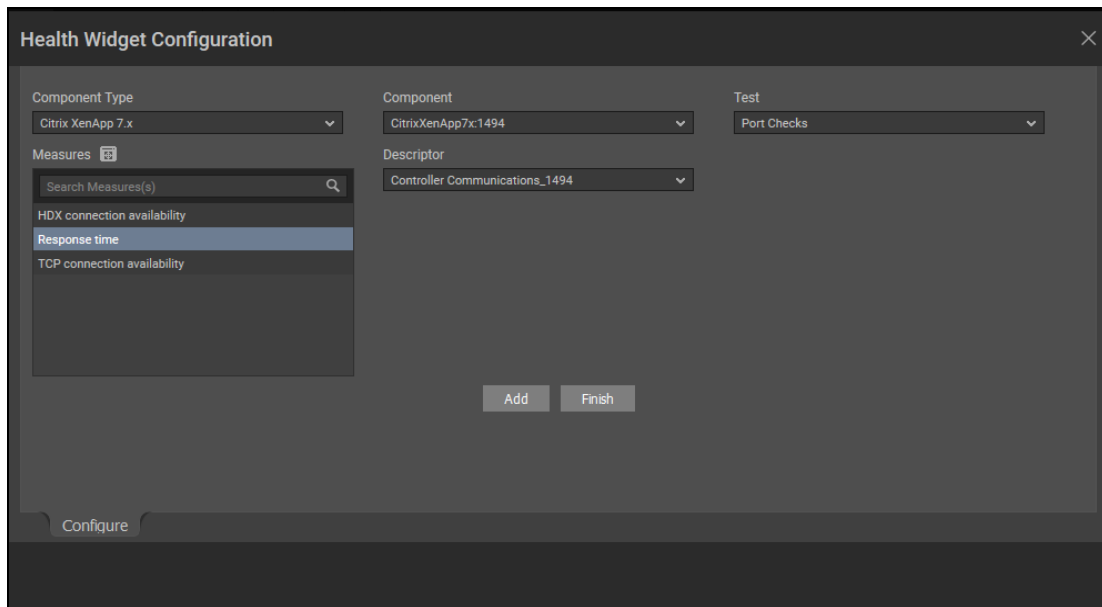 Health Widget Configuration
Component Type
Component
Test
Citrix XenApp 7.x
CitrixXenApp7x:1494
Port Checks
Measures
Descriptor
Search Measures(s)
Controller Communications_1494
HDX connection availability
Response time
TCP connection availability
Add
Finish
Configure